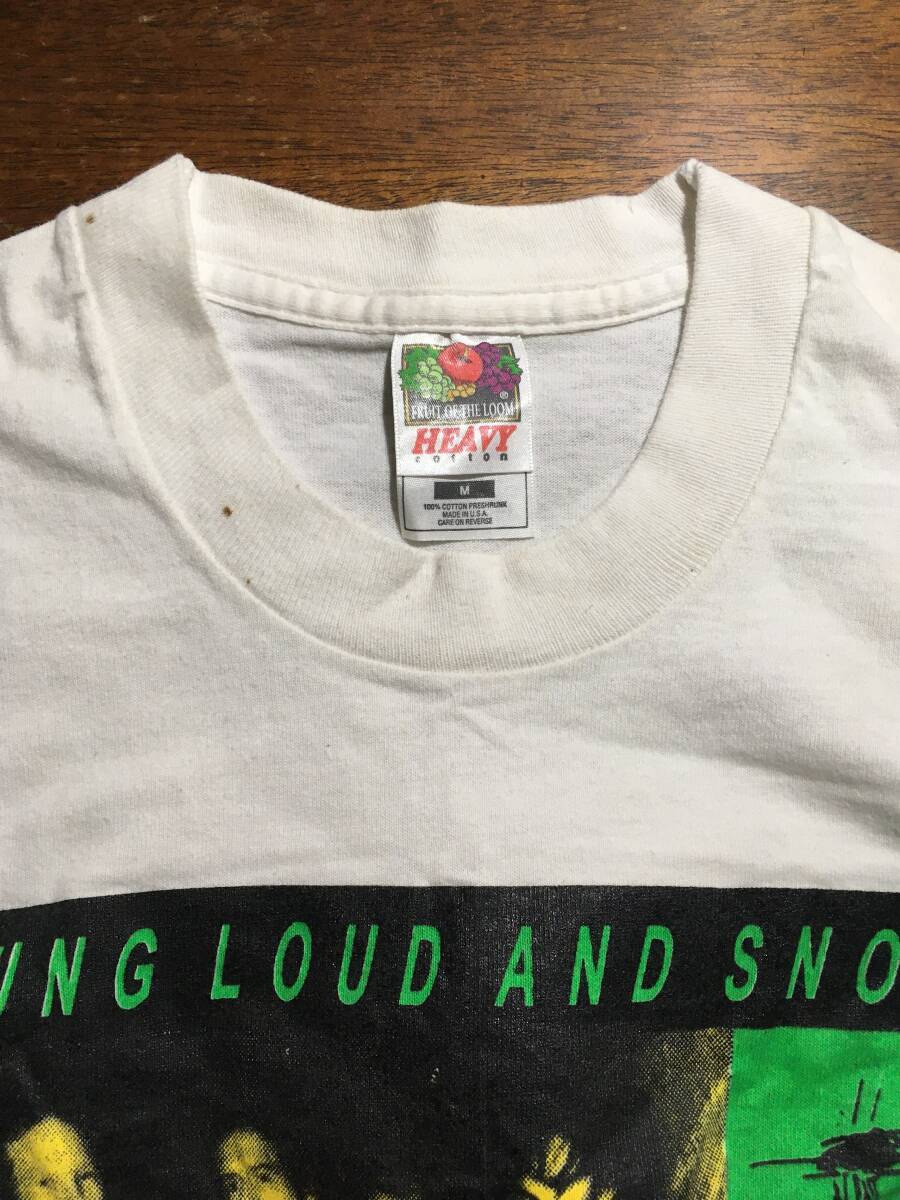 FRUIT OF THE LOOM
®
HEAVY
cotton
M
100% COTTON PRESHRUNK
MADE IN U.S.A.
CARE ON REVERSE
UNG LOUD AND SNO